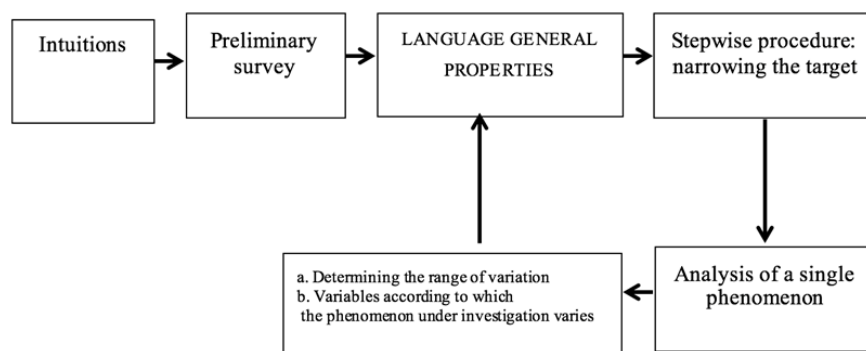 Intuitions
Preliminary
survey
LANGUAGE GENERAL
PROPERTIES
Stepwise procedure:
narrowing the target
Analysis of a single
phenomenon
a. Determining the range of variation
b. Variables according to which
the phenomenon under investigation varies